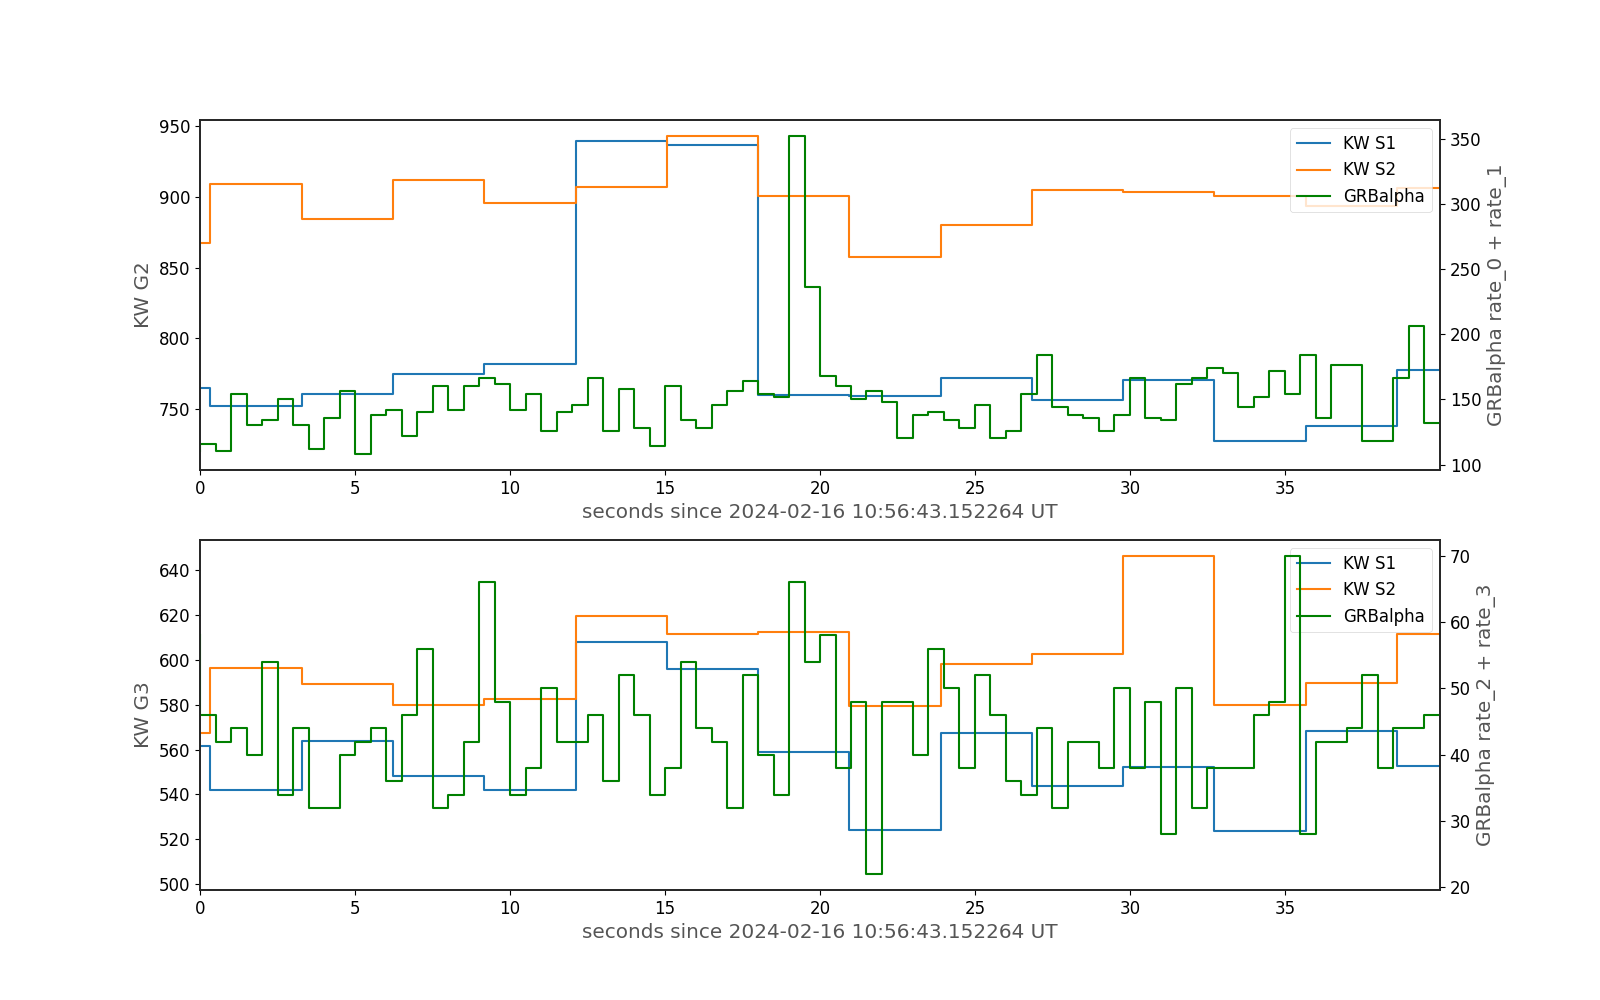 950
900
850
800
750
KW G2
350
300
250
200
150
100
GRBalpha rate_0 + rate_1
KW S1
KW S2
GRBalpha
0 5 10 15 20 25 30 35
seconds since 2024-02-16 10:56:43.152264 UT
640
620
600
580
560
540
520
500
KW G3
70
60
50
40
30
20
GRBalpha rate_2 + rate_3
KW S1
KW S2
GRBalpha
0 5 10 15 20 25 30 35
seconds since 2024-02-16 10:56:43.152264 UT